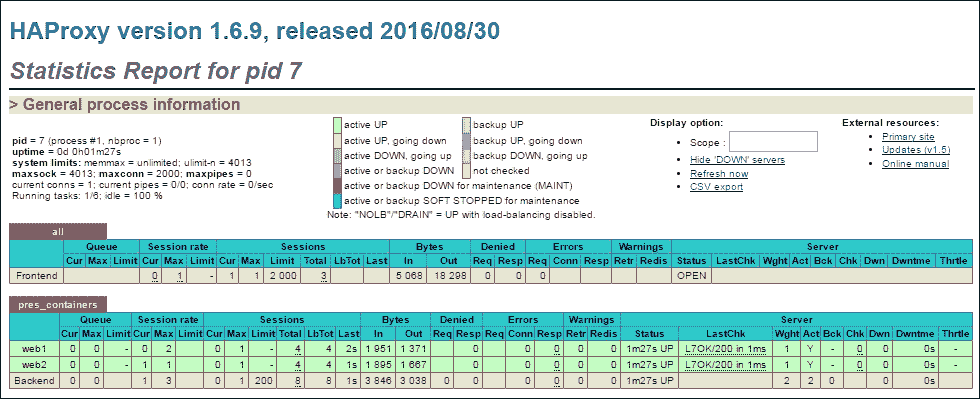 HAProxy version 1.6.9, released 2016/08/30
Statistics Report for pid 7
> General process information
pid = 7 (process #1, nbproc = 1)
uptime = 0d 0h01m27s
system limits: memmax = unlimited; ulimit-n = 4013
maxsock = 4013; maxconn = 2000; maxpipes = 0
current conns = 1; current pipes = 0/0; conn rate = 0/sec
Running tasks: 1/6; idle = 100 %
active UP backup UP
active UP, going down backup UP, going down
active DOWN, going up backup DOWN, going up
active or backup DOWN not checked
active or backup DOWN for maintenance (MAINT)
active or backup SOFT STOPPED for maintenance
Note: "NOLB"/"DRAIN" = UP with load-balancing disabled.
Display option:
• Scope :
• Hide 'DOWN' servers
• Refresh now
• CSV export
External resources:
• Primary site
• Updates (v1.5)
• Online manual
all
Queue Session rate Sessions Bytes Denied Errors Warnings Server
Cur Max Limit Cur Max Limit Cur Max Limit Total LbTot Last In Out Req Resp Req Conn Resp Retr Redis Status LastChk Wght Act Bck Chk Dwn Dwntme Thrtle
Frontend 0 1 - 1 1 2 000 3 5 068 18 298 0 0 0 OPEN
pres_containers
Queue Session rate Sessions Bytes Denied Errors Warnings Server
Cur Max Limit Cur Max Limit Cur Max Limit Total LbTot Last In Out Req Resp Req Conn Resp Retr Redis Status LastChk Wght Act Bck Chk Dwn Dwntme Thrtle
web1 0 0 - 0 2 0 1 - 4 4 2s 1 951 1 371 0 0 0 0 0 1m27s UP L7OK/200 in 1ms 1 Y - 0 0 0s -
web2 0 0 - 1 1 0 1 - 4 4 1s 1 895 1 667 0 0 0 0 0 1m27s UP L7OK/200 in 1ms 1 Y - 0 0 0s -
Backend 0 0 1 3 0 1 200 8 8 1s 3 846 3 038 0 0 0 0 0 0 1m27s UP 2 2 0 0 0s